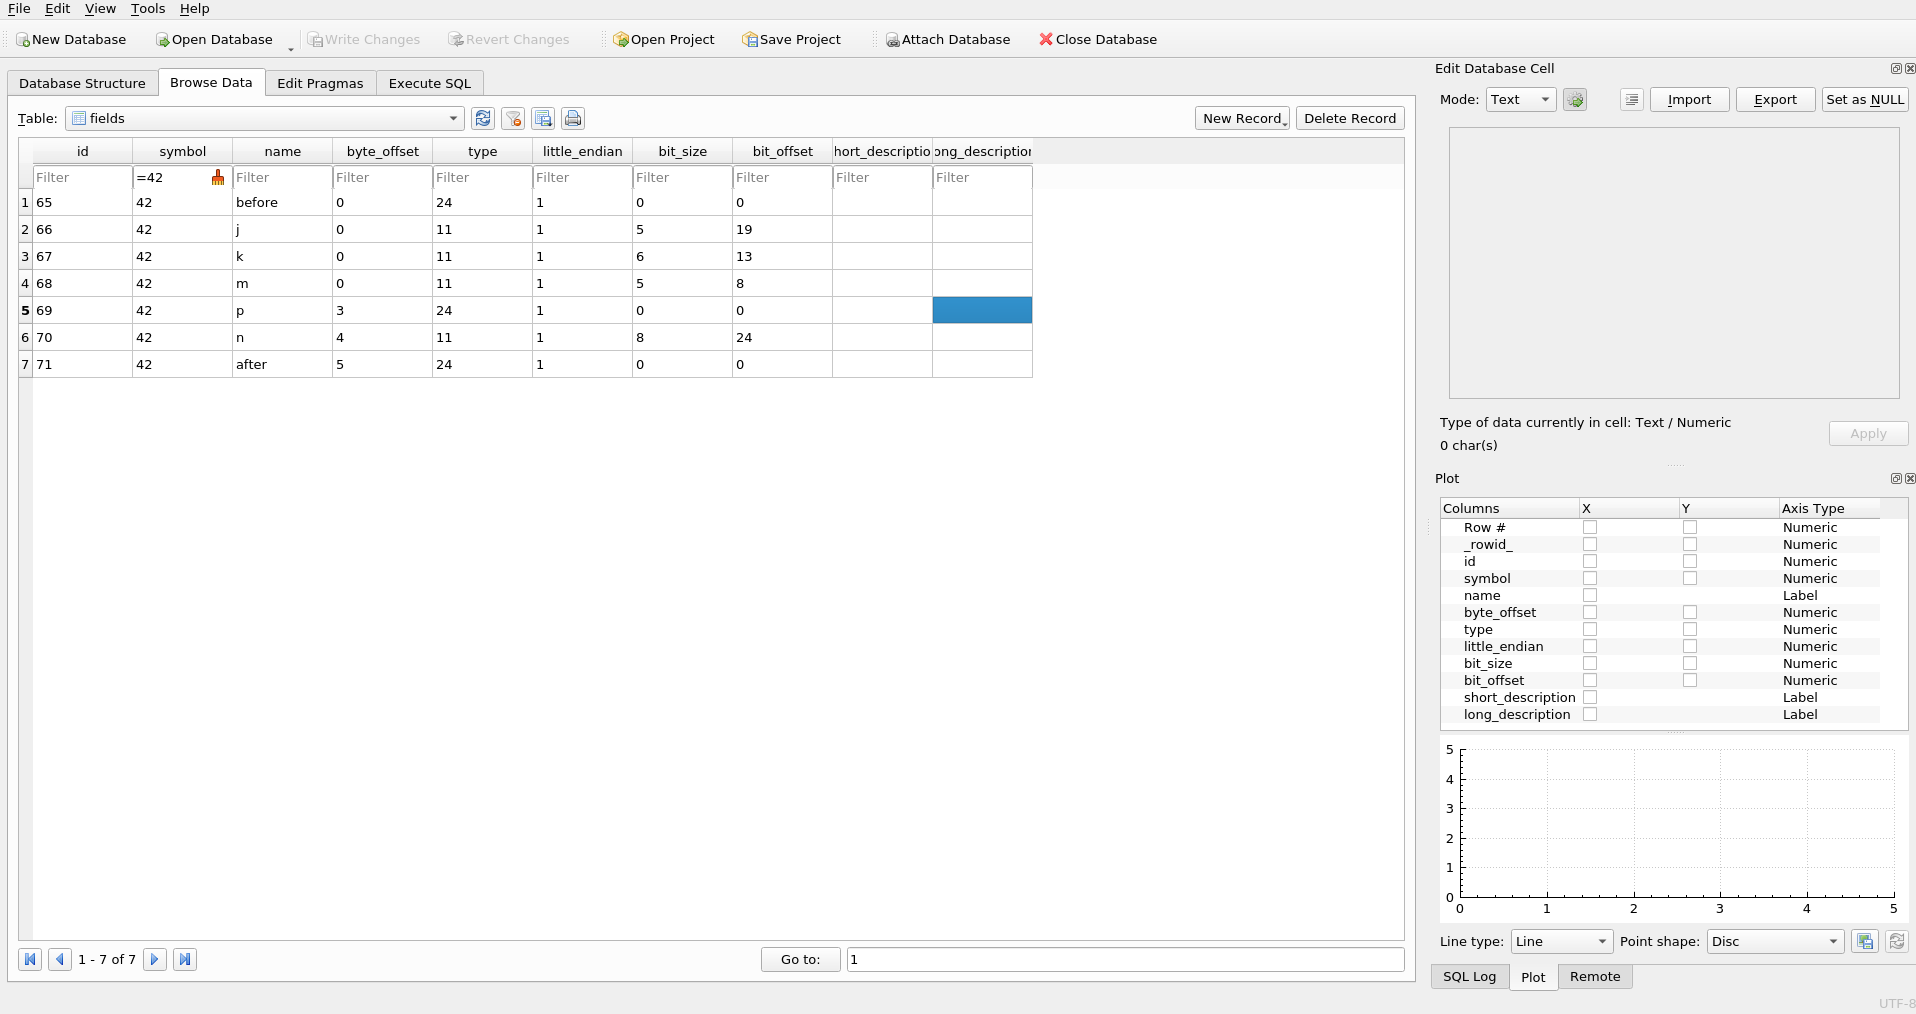 File Edit View Tools Help
New Database Open Database Write Changes Revert Changes Open Project Save Project Attach Database Close Database
Database Structure Browse Data Edit Pragmas Execute SQL
Table: fields New Record Delete Record
id symbol name byte_offset type little_endian bit_size bit_offset hort_descriptio ong_description
Filter =42 Filter Filter Filter Filter Filter Filter Filter Filter
1 65 42 before 0 24 1 0 0
2 66 42 j 0 11 1 5 19
3 67 42 k 0 11 1 6 13
4 68 42 m 0 11 1 5 8
5 69 42 p 3 24 1 0 0
6 70 42 n 4 11 1 8 24
7 71 42 after 5 24 1 0 0
1 - 7 of 7 Go to: 1
Edit Database Cell
Mode: Text Import Export Set as NULL
Type of data currently in cell: Text / Numeric
0 char(s)
Apply
Plot
Columns X Y Axis Type
Row # Numeric
_rowid_ Numeric
id Numeric
symbol Numeric
name Label
byte_offset Numeric
type Numeric
little_endian Numeric
bit_size Numeric
bit_offset Numeric
short_description Label
long_description Label
5
4
3
2
1
0
0 1 2 3 4 5
Line type: Line Point shape: Disc
SQL Log Plot Remote
UTF-8